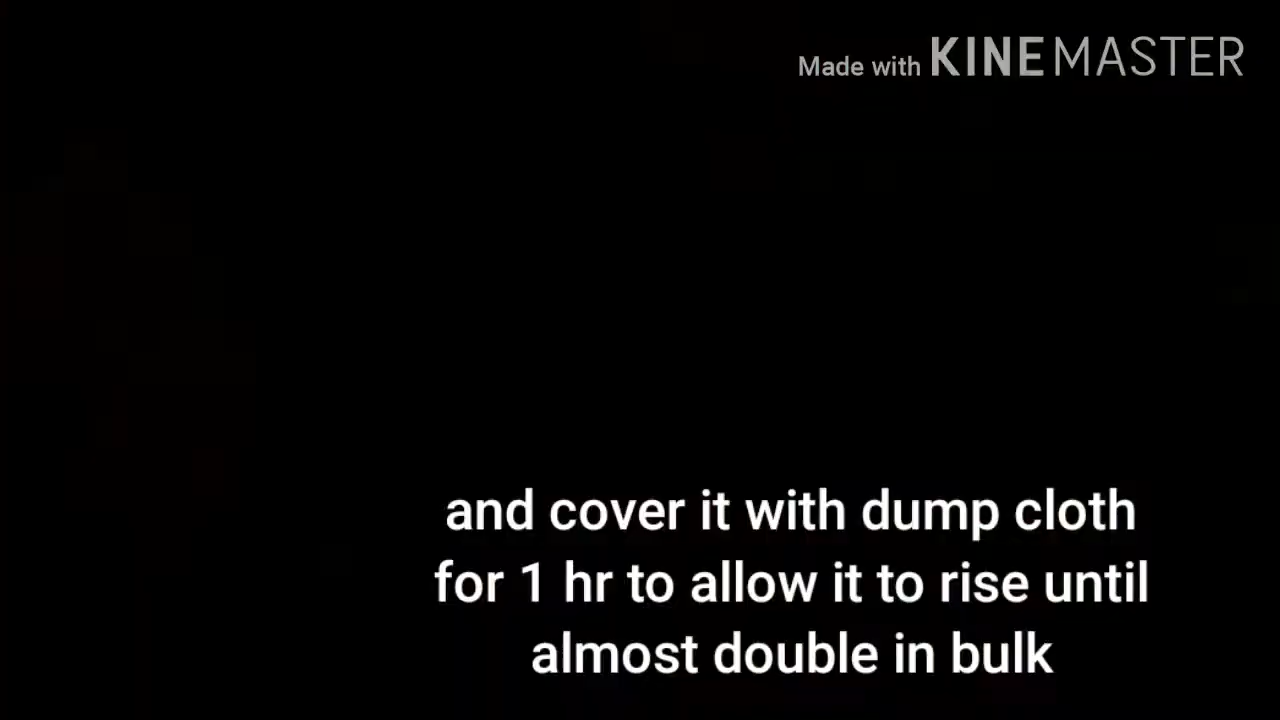 Made with KINEMASTER
and cover it with dump cloth
for 1 hr to allow it to rise until
almost double in bulk